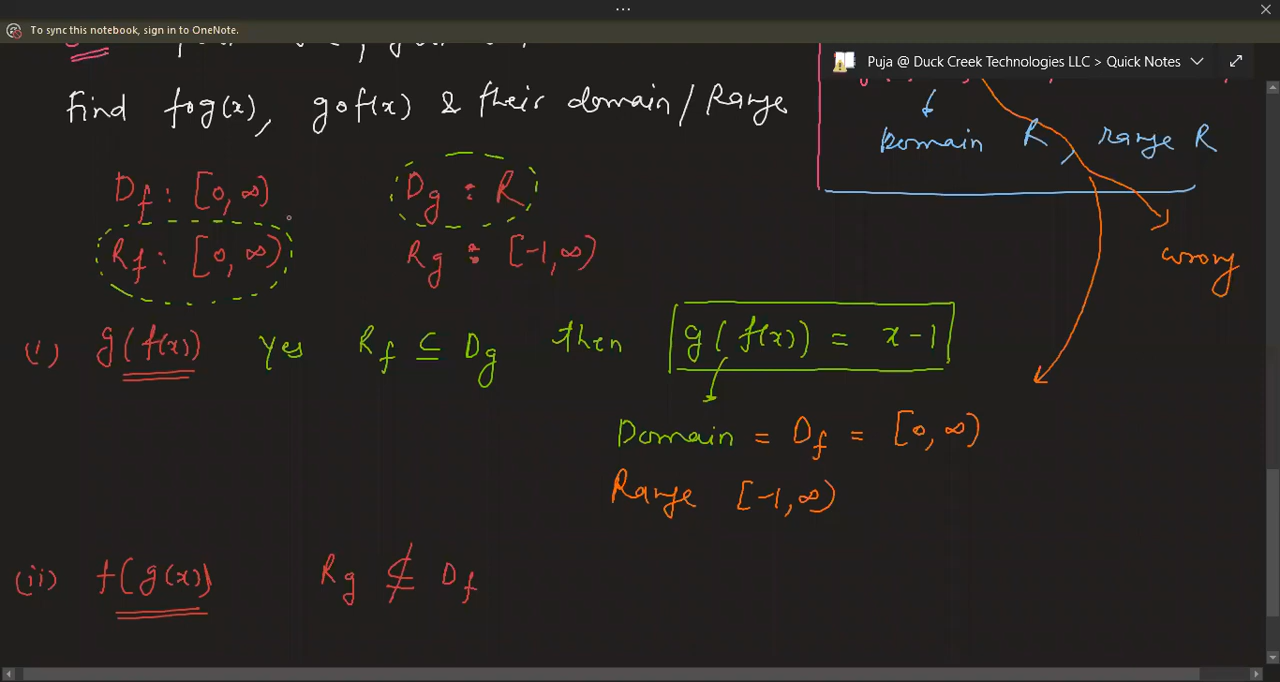 ...
To sync this notebook, sign in to OneNote.
Puja @ Duck Creek Technologies LLC > Quick Notes
Find fog(x), gof(x) & their domain/Range
Domain R, range R
wrong
Df : [0, ∞) Dg : R
Rf : [0, ∞) Rg : [-1, ∞)
(i) g(f(x)) Yes Rf ⊆ Dg then g(f(x)) = x-1
Domain = Df = [0, ∞)
Range [-1, ∞)
(ii) f(g(x)) Rg ⊈ Df